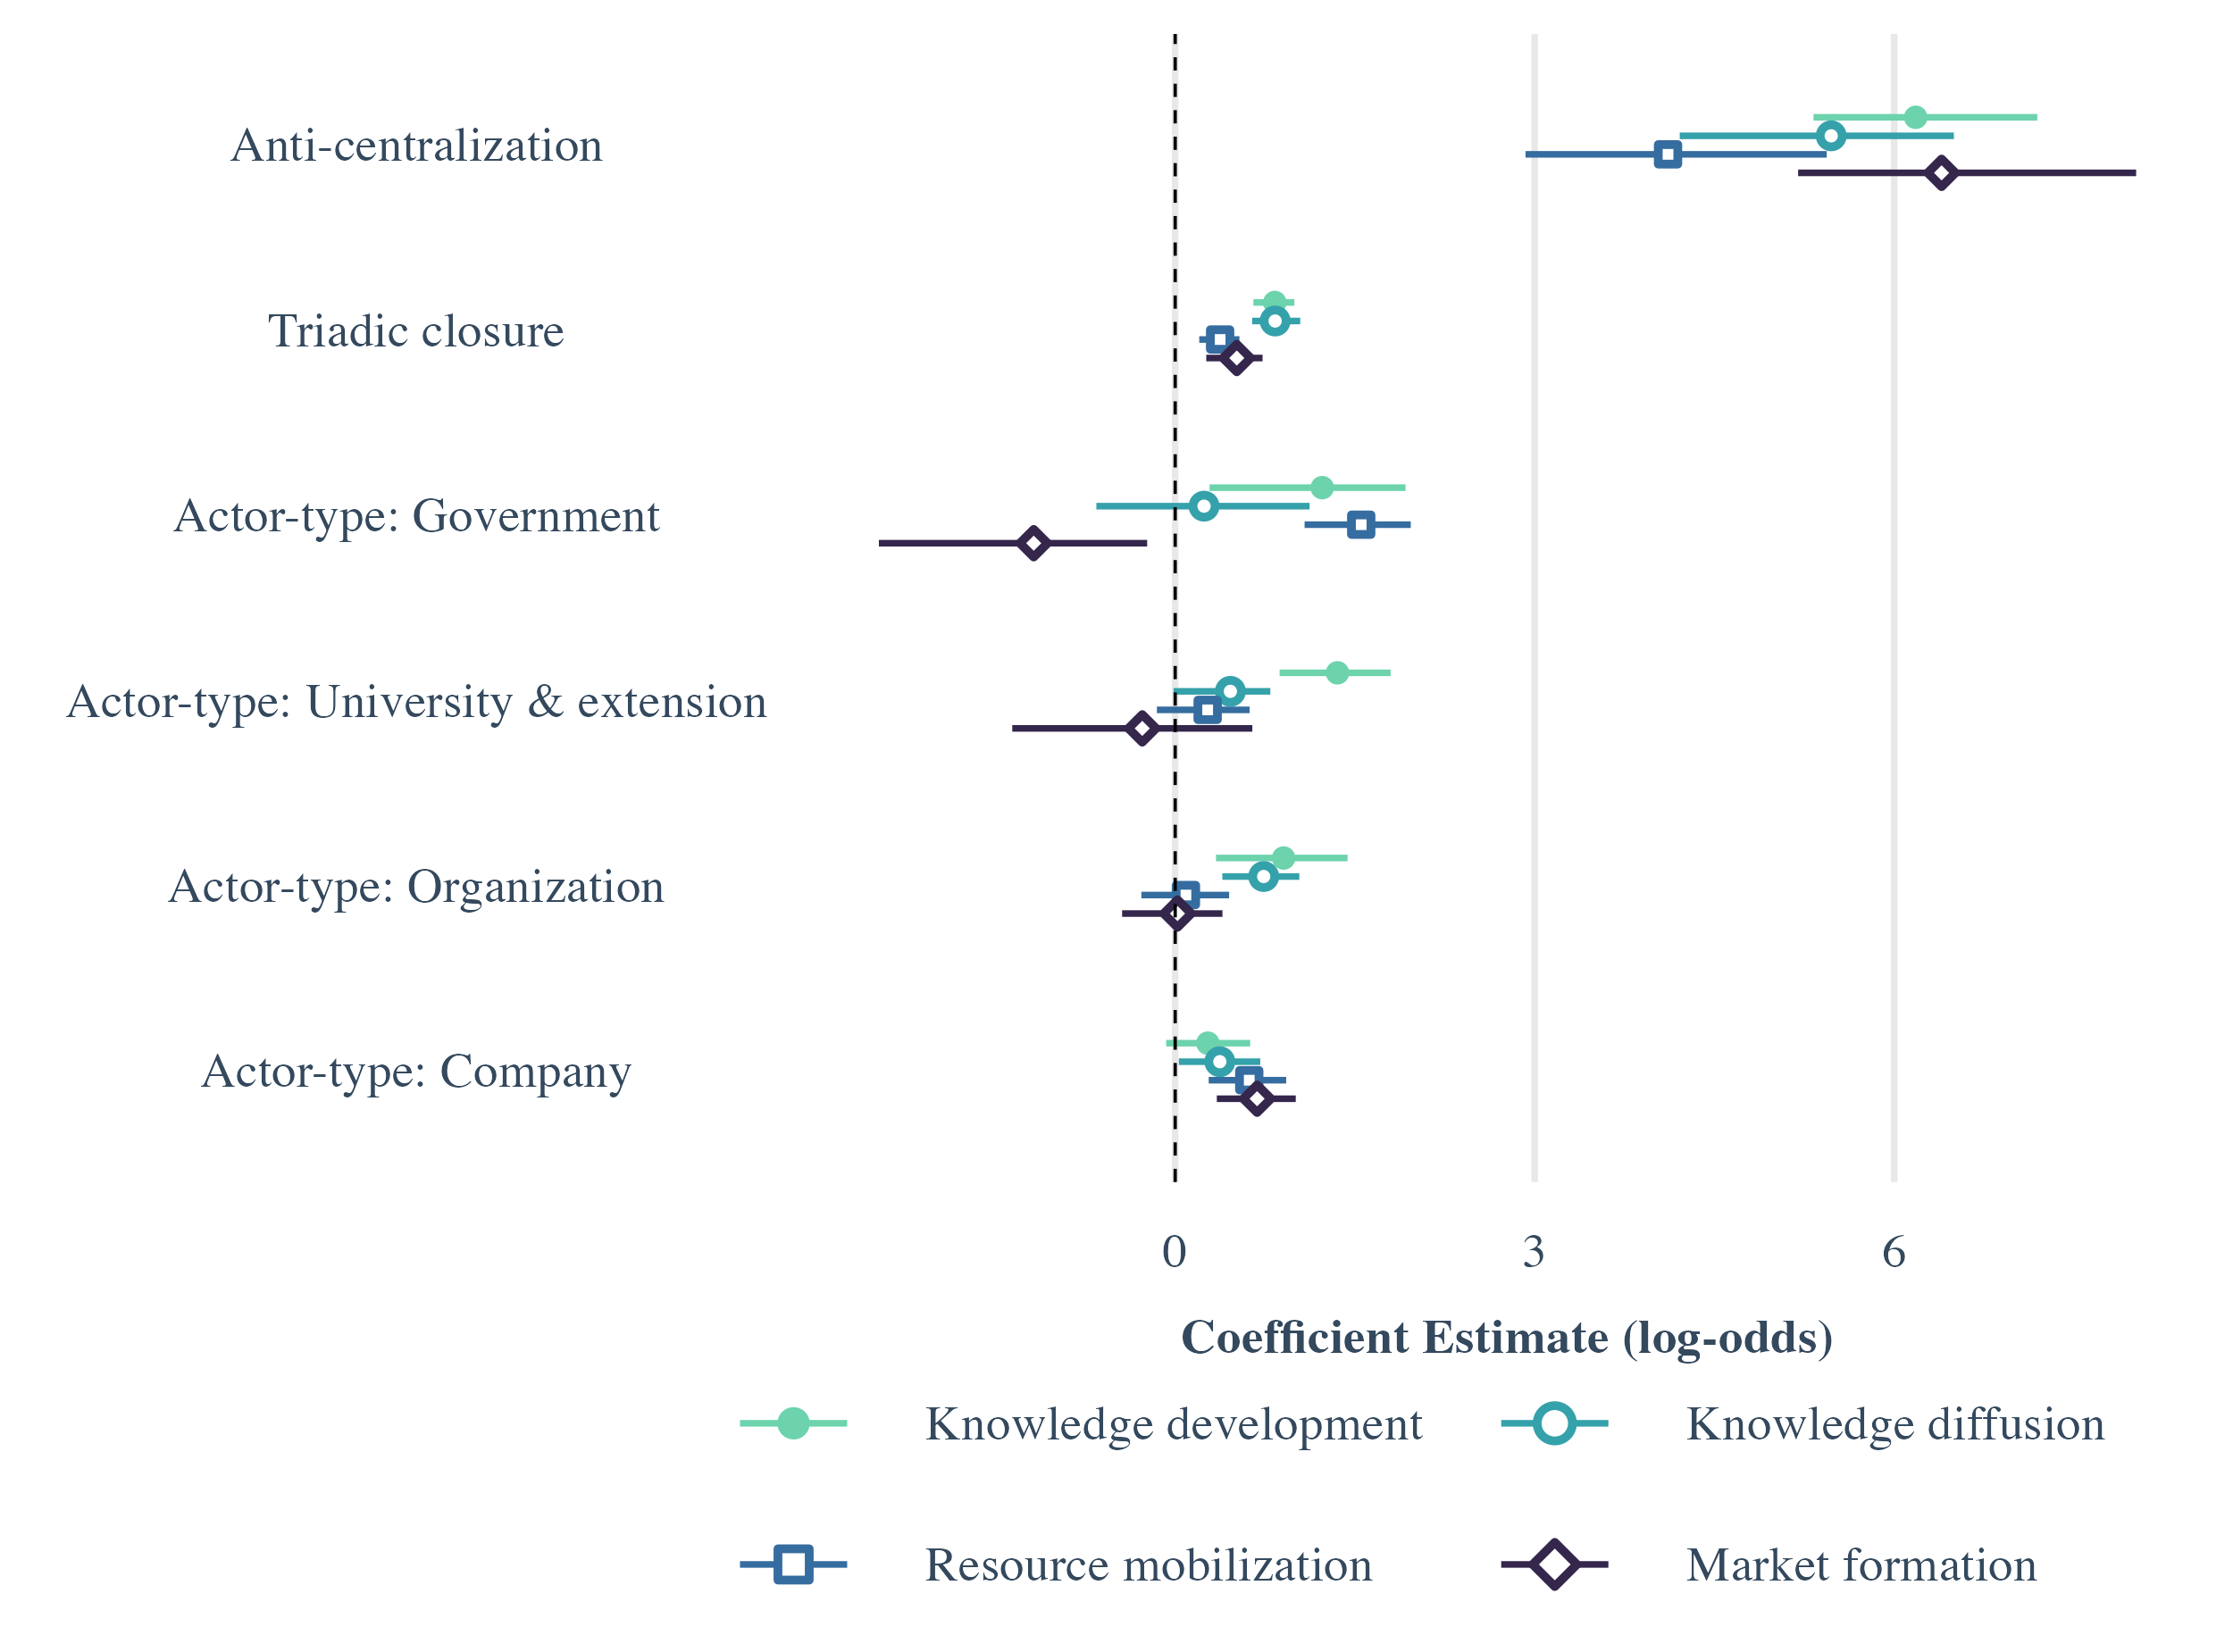 Anti-centralization
Triadic closure
Actor-type: Government
Actor-type: University & extension
Actor-type: Organization
Actor-type: Company
0 3 6
Coefficient Estimate (log-odds)
Knowledge development Knowledge diffusion
Resource mobilization Market formation